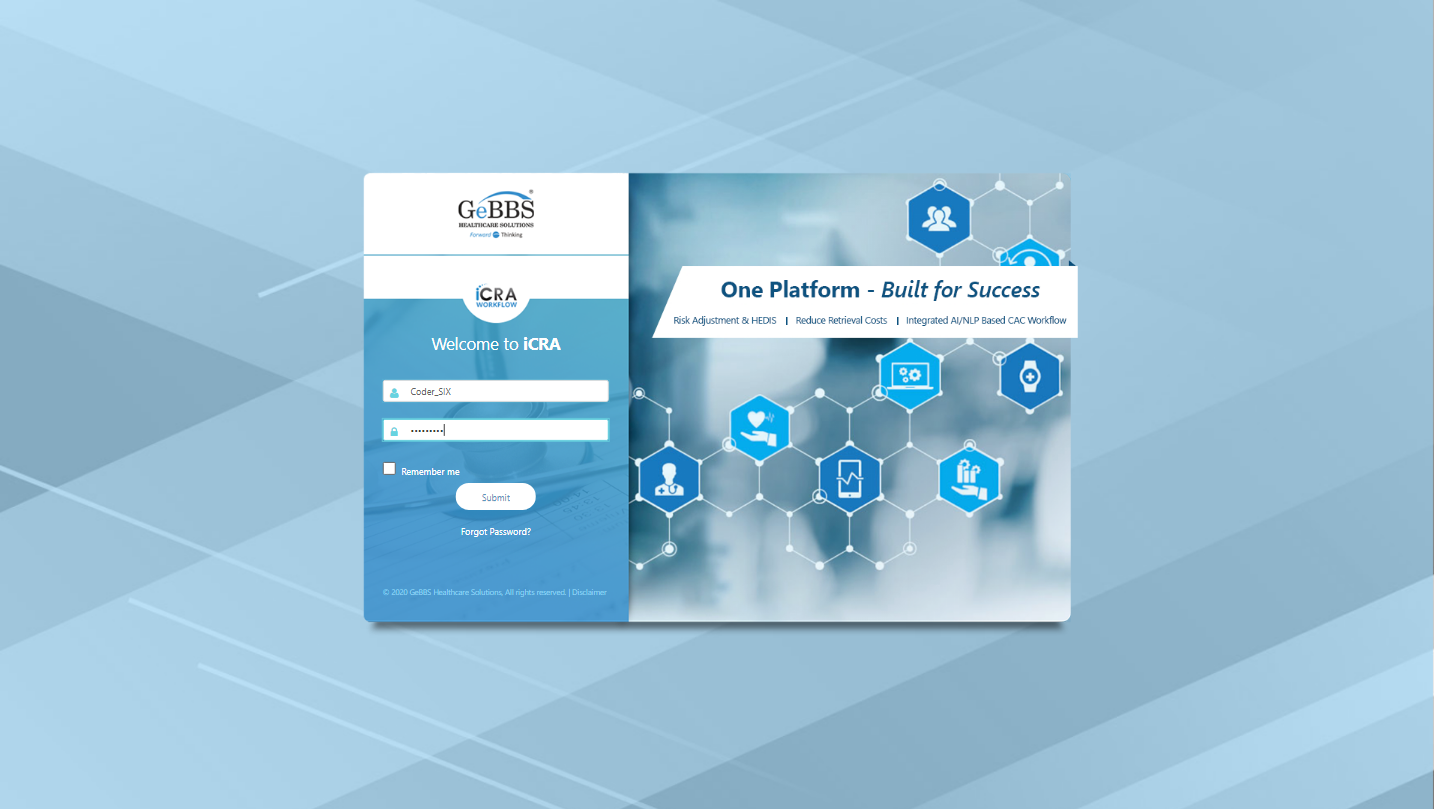 GeBBS®
HEALTHCARE SOLUTIONS
Forward Thinking
iCRA
WORKFLOW
Welcome to iCRA
Coder_SIX
•••••••••
Remember me
Submit
Forgot Password?
© 2020 GeBBS Healthcare Solutions, All rights reserved. | Disclaimer
One Platform - Built for Success
Risk Adjustment & HEDIS | Reduce Retrieval Costs | Integrated AI/NLP Based CAC Workflow